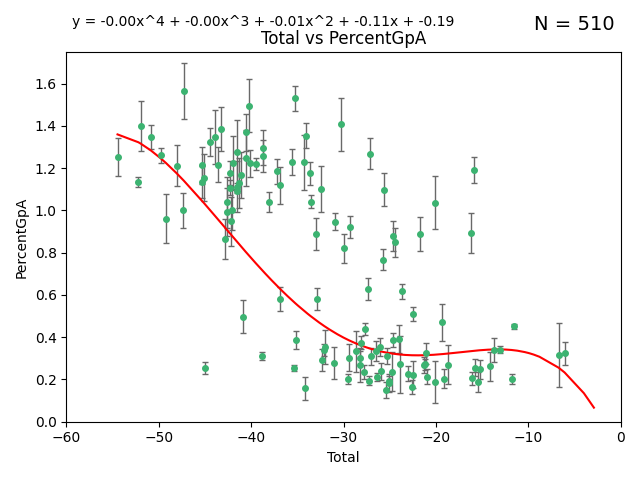 y = -0.00x^4 + -0.00x^3 + -0.01x^2 + -0.11x + -0.19
N = 510
Total vs PercentGpA
PercentGpA
1.6
1.4
1.2
1.0
0.8
0.6
0.4
0.2
0.0
−60 −50 −40 −30 −20 −10 0
Total